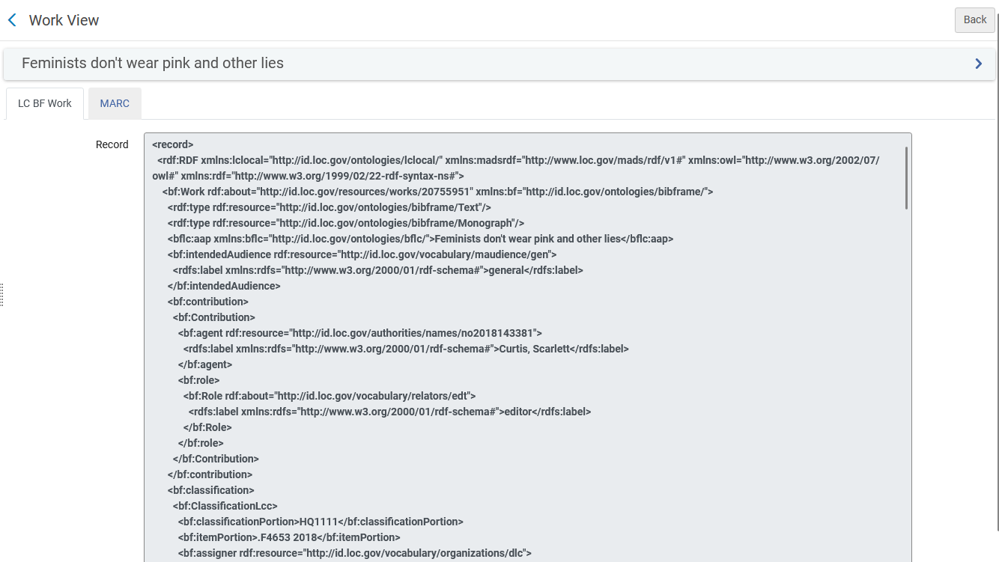 Work View
Back
Feminists don't wear pink and other lies
LC BF Work
MARC
Record
<record>
<rdf:RDF xmlns:lclocal="http://id.loc.gov/ontologies/lclocal/" xmlns:madsrdf="http://www.loc.gov/mads/rdf/v1#" xmlns:owl="http://www.w3.org/2002/07/
owl#" xmlns:rdf="http://www.w3.org/1999/02/22-rdf-syntax-ns#">
<bf:Work rdf:about="http://id.loc.gov/resources/works/20755951" xmlns:bf="http://id.loc.gov/ontologies/bibframe/">
<rdf:type rdf:resource="http://id.loc.gov/ontologies/bibframe/Text"/>
<rdf:type rdf:resource="http://id.loc.gov/ontologies/bibframe/Monograph"/>
<bflc:aap xmlns:bflc="http://id.loc.gov/ontologies/bflc/">Feminists don't wear pink and other lies</bflc:aap>
<bf:intendedAudience rdf:resource="http://id.loc.gov/vocabulary/maudience/gen">
<rdfs:label xmlns:rdfs="http://www.w3.org/2000/01/rdf-schema#">general</rdfs:label>
</bf:intendedAudience>
<bf:contribution>
<bf:Contribution>
<bf:agent rdf:resource="http://id.loc.gov/authorities/names/no2018143381">
<rdfs:label xmlns:rdfs="http://www.w3.org/2000/01/rdf-schema#">Curtis, Scarlett</rdfs:label>
</bf:agent>
<bf:role>
<bf:Role rdf:about="http://id.loc.gov/vocabulary/relators/edt">
<rdfs:label xmlns:rdfs="http://www.w3.org/2000/01/rdf-schema#">editor</rdfs:label>
</bf:Role>
</bf:role>
</bf:Contribution>
</bf:contribution>
<bf:classification>
<bf:ClassificationLcc>
<bf:classificationPortion>HQ1111</bf:classificationPortion>
<bf:itemPortion>.F4653 2018</bf:itemPortion>
<bf:assigner rdf:resource="http://id.loc.gov/vocabulary/organizations/dlc">